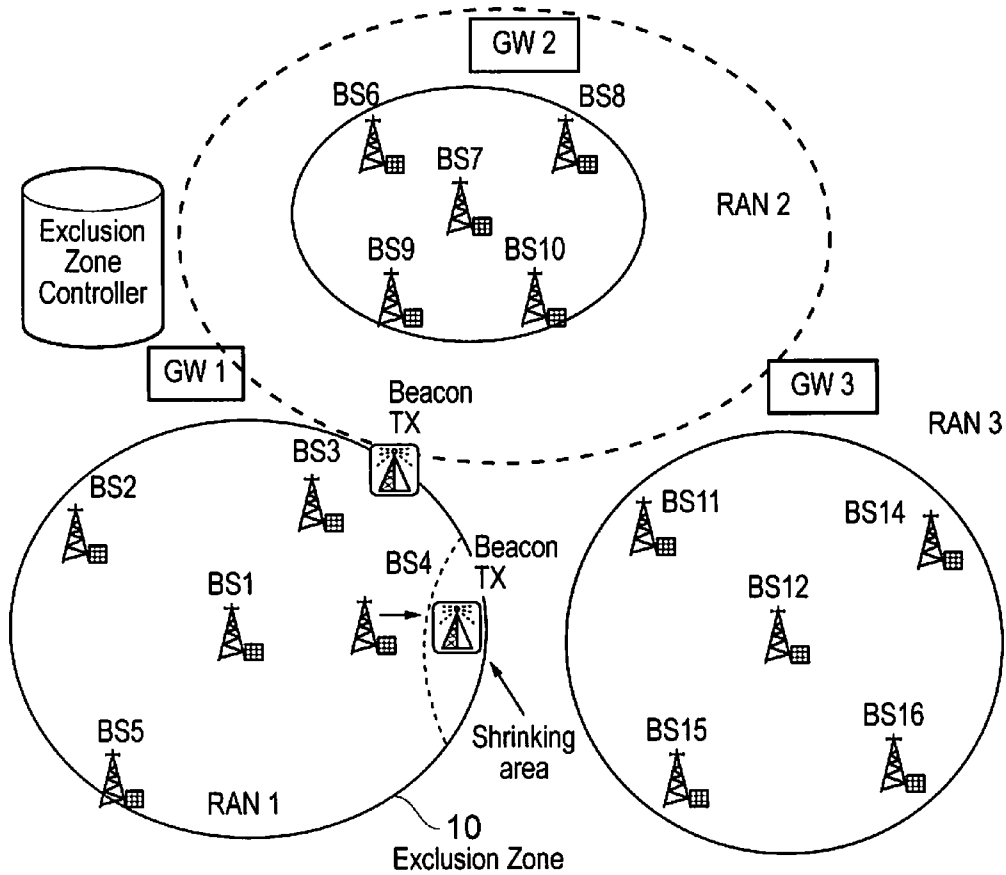 GW 2
BS6
BS8
BS7
RAN 2
Exclusion
Zone
Controller
BS9
BS10
GW 1
GW 3
Beacon
TX
RAN 3
BS3
BS2
BS11
BS14
BS4
Beacon
TX
BS1
BS12
BS5
Shrinking
area
BS15
BS16
RAN 1
10
Exclusion Zone